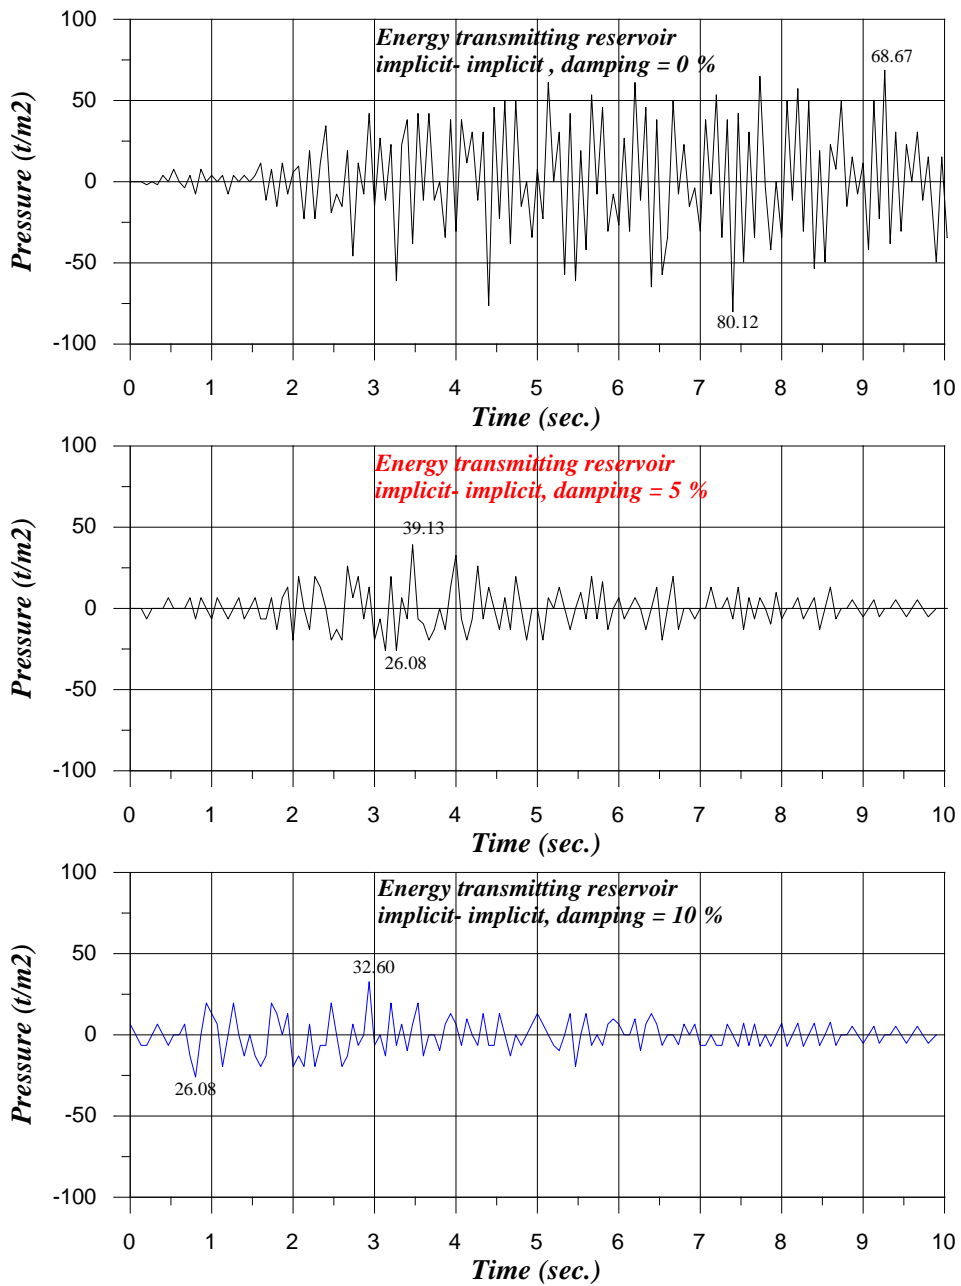 100
Energy transmitting reservoir
implicit- implicit , damping = 0 %
68.67
50
Pressure (t/m2)
0
-50
80.12
-100
0 1 2 3 4 5 6 7 8 9 10
Time (sec.)
100
Energy transmitting reservoir
implicit- implicit, damping = 5 %
39.13
50
Pressure (t/m2)
0
26.08
-50
-100
0 1 2 3 4 5 6 7 8 9 10
Time (sec.)
100
Energy transmitting reservoir
implicit- implicit, damping = 10 %
32.60
50
Pressure (t/m2)
0
26.08
-50
-100
0 1 2 3 4 5 6 7 8 9 10
Time (sec.)